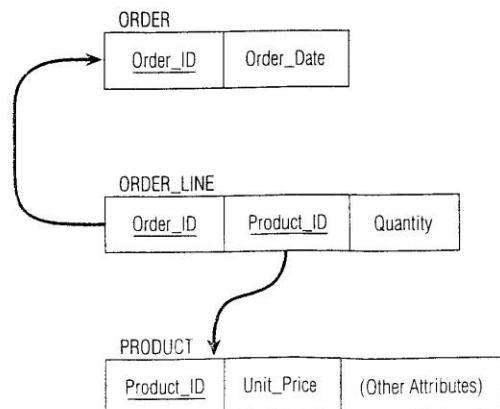 ORDER
Order_ID Order_Date
ORDER_LINE
Order_ID Product_ID Quantity
PRODUCT
Product_ID Unit_Price (Other Attributes)